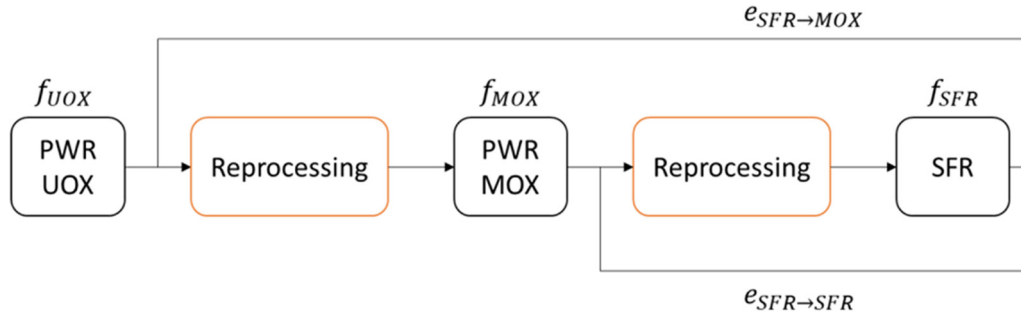 e_{SFR→MOX}
f_{UOX}
f_{MOX}
f_{SFR}
PWR
UOX
Reprocessing
PWR
MOX
Reprocessing
SFR
e_{SFR→SFR}